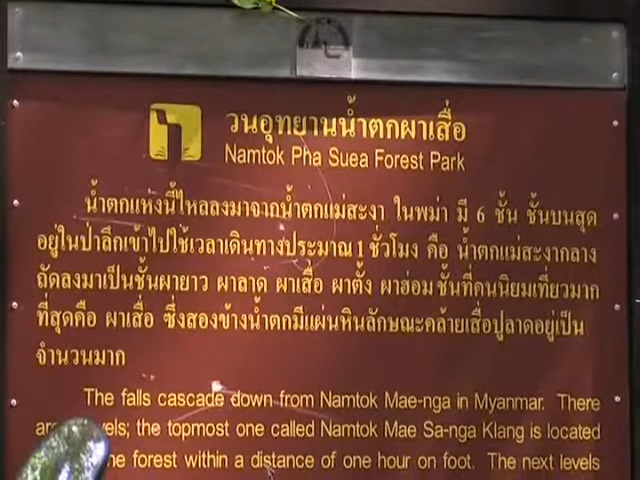 วนอุทยานน้ำตกผาเสื่อ
Namtok Pha Suea Forest Park
น้ำตกแห่งนี้ไหลลงมาจากน้ำตกแม่สะงา ในพม่า มี 6 ชั้น ชั้นบนสุด
อยู่ในป่าลึกเข้าไปใช้เวลาเดินทางประมาณ 1 ชั่วโมง คือ น้ำตกแม่สะงากลาง
ถัดลงมาเป็นชั้นผายาว ผาลาด ผาเสื่อ ผาตั้ง ผาฮ่อม ชั้นที่คนนิยมเที่ยวมาก
ที่สุดคือ ผาเสื่อ ซึ่งสองข้างน้ำตกมีแผ่นหินลักษณะคล้ายเสื่อปูลาดอยู่เป็น
จำนวนมาก
The falls cascade down from Namtok Mae-nga in Myanmar. There
the topmost one called Namtok Mae Sa-nga Klang is located
forest within a distance of one hour on foot. The next levels